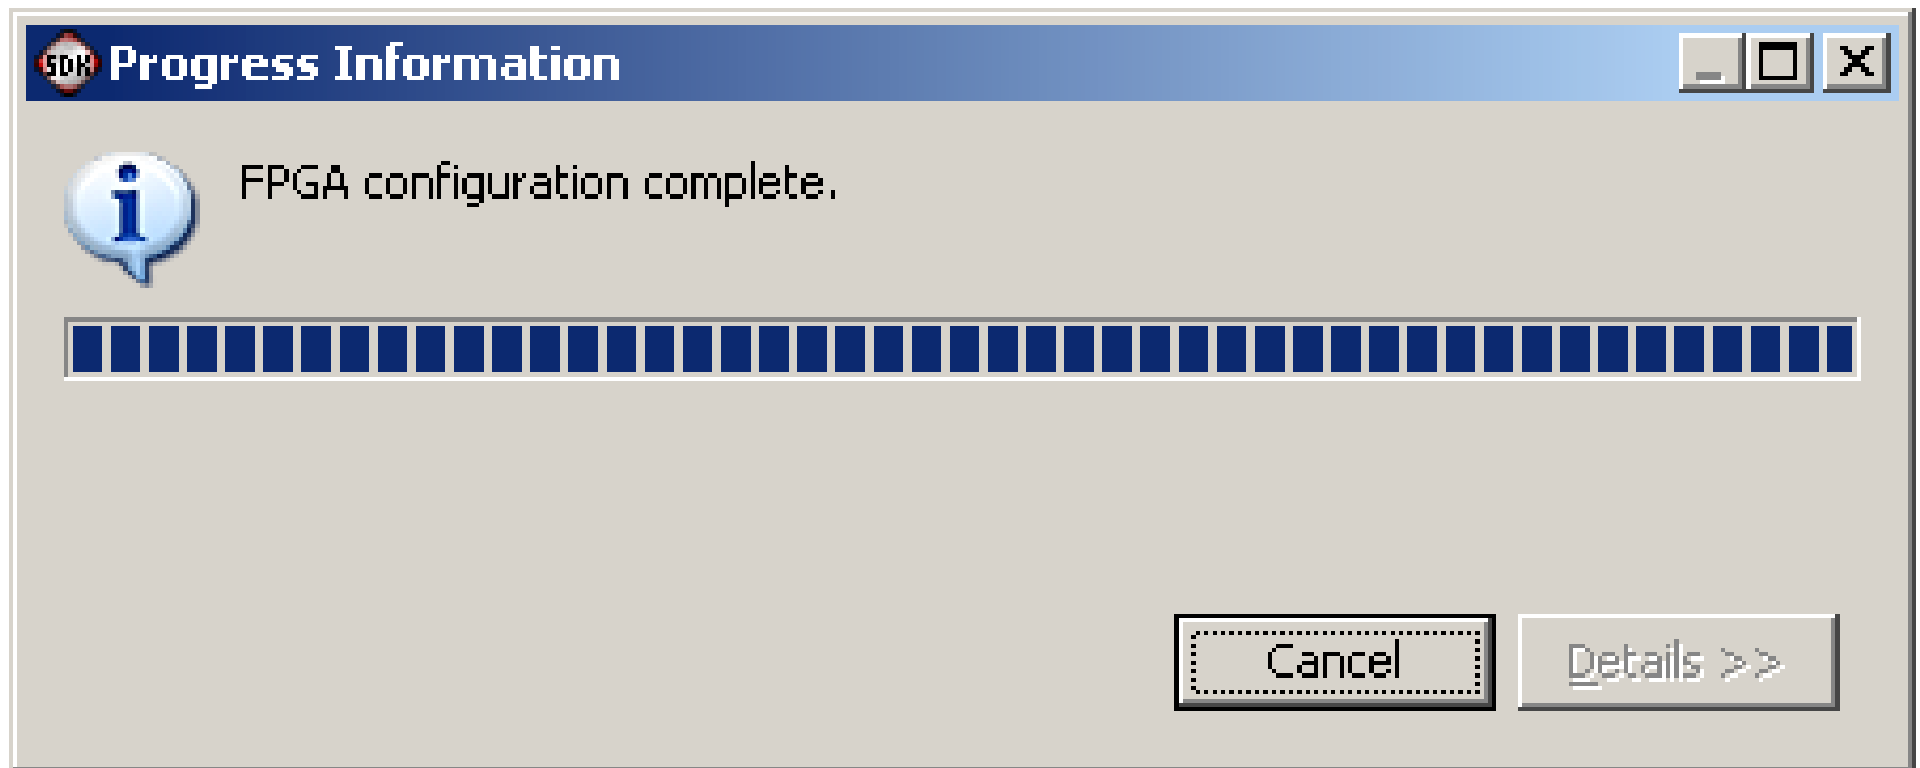 SDK Progress Information
FPGA configuration complete.
Cancel Details >>